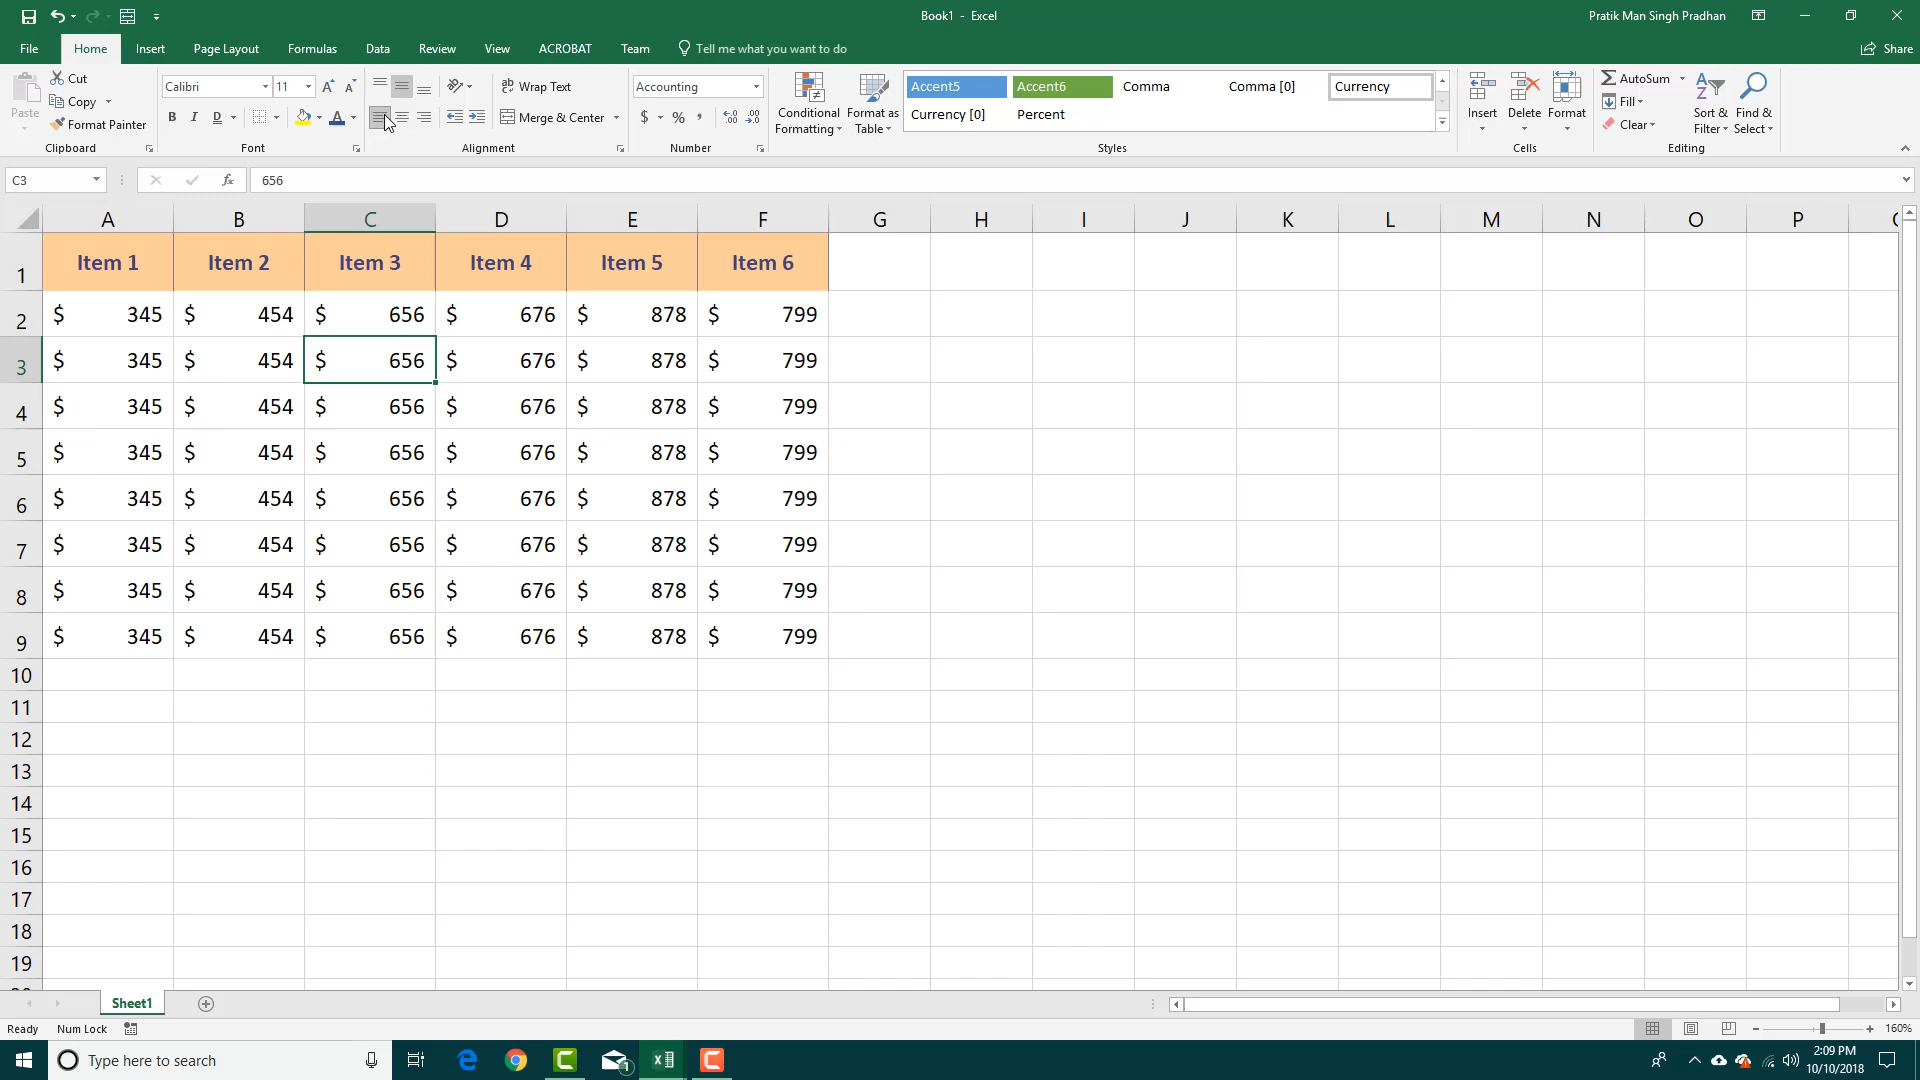 Book1 - Excel
Pratik Man Singh Pradhan
File Home Insert Page Layout Formulas Data Review View ACROBAT Team Tell me what you want to do Share
Paste
Cut
Copy
Format Painter
Clipboard
Calibri 11
B I U
Font
Wrap Text
Merge & Center
Alignment
Accounting
$ % ,
Number
Conditional Formatting
Format as Table
Accent5 Accent6 Comma Comma [0] Currency
Currency [0] Percent
Styles
Insert Delete Format
Cells
AutoSum
Fill
Clear
Sort & Filter
Find & Select
Editing
C3 fx 656
A B C D E F G H I J K L M N O P
1 Item 1 Item 2 Item 3 Item 4 Item 5 Item 6
2 $ 345 $ 454 $ 656 $ 676 $ 878 $ 799
3 $ 345 $ 454 $ 656 $ 676 $ 878 $ 799
4 $ 345 $ 454 $ 656 $ 676 $ 878 $ 799
5 $ 345 $ 454 $ 656 $ 676 $ 878 $ 799
6 $ 345 $ 454 $ 656 $ 676 $ 878 $ 799
7 $ 345 $ 454 $ 656 $ 676 $ 878 $ 799
8 $ 345 $ 454 $ 656 $ 676 $ 878 $ 799
9 $ 345 $ 454 $ 656 $ 676 $ 878 $ 799
10
11
12
13
14
15
16
17
18
19
Sheet1
Ready Num Lock 160%
Type here to search
2:09 PM
10/10/2018